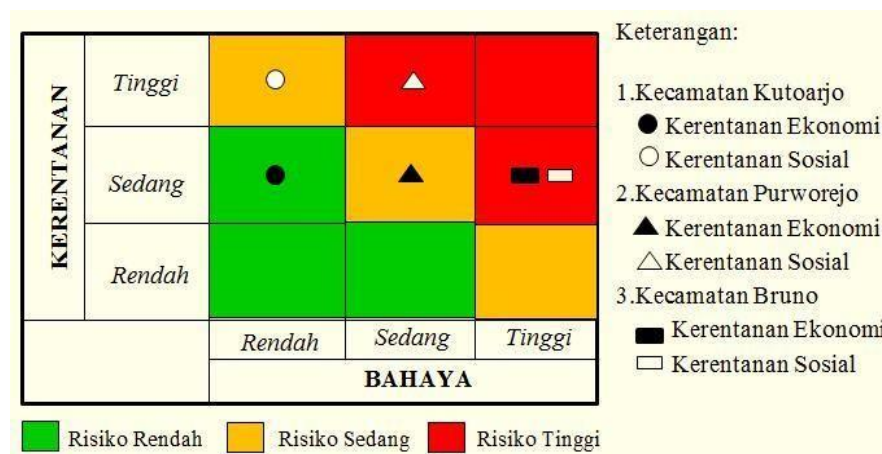 KERENTANAN
Tinggi
Sedang
Rendah
Rendah Sedang Tinggi
BAHAYA
Risiko Rendah Risiko Sedang Risiko Tinggi
Keterangan:
1.Kecamatan Kutoarjo
Kerentanan Ekonomi
Kerentanan Sosial
2.Kecamatan Purworejo
Kerentanan Ekonomi
Kerentanan Sosial
3.Kecamatan Bruno
Kerentanan Ekonomi
Kerentanan Sosial